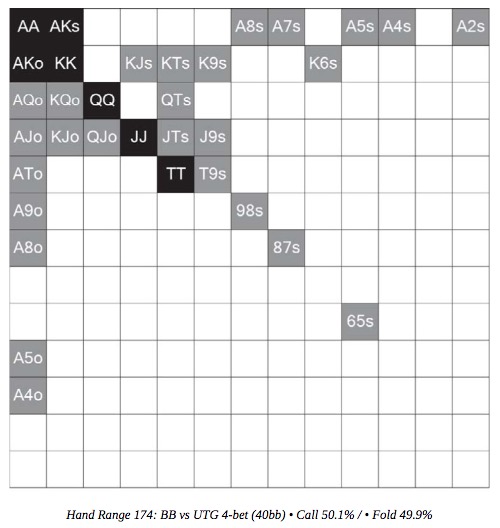 AA AKs A8s A7s A5s A4s A2s
AKo KK KJs KTs K9s K6s
AQo KQo QQ QTs
AJo KJo QJo JJ JTs J9s
ATo TT T9s
A9o 98s
A8o 87s
65s
A5o
A4o
Hand Range 174: BB vs UTG 4-bet (40bb) • Call 50.1% / • Fold 49.9%